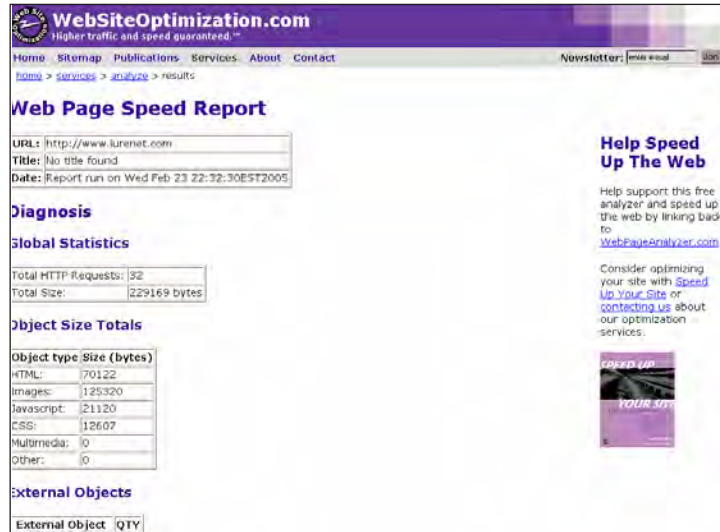 WebSiteOptimization.com
Higher traffic and speed guaranteed.™
Home Sitemap Publications Services About Contact
Newsletter:
home > services > analyze > results
Web Page Speed Report
URL: http://www.iurenet.com
Title: No title found
Date: Report run on Wed Feb 23 22:32:30EST2005
Diagnosis
Global Statistics
Total HTTP Requests: 32
Total Size: 229169 bytes
Object Size Totals
Object type Size (bytes)
HTML: 70122
Images: 125320
Javascript: 21120
CSS: 12607
Multimedia: 0
Other: 0
External Objects
External Object QTY
Help Speed
Up The Web
Help support this free
analyzer and speed up
the web by linking back
to
WebPageAnalyzer.com
Consider optimizing
your site with Speed
Up Your Site or
contacting us about
our optimization
services.
SPEED UP
YOUR SITE